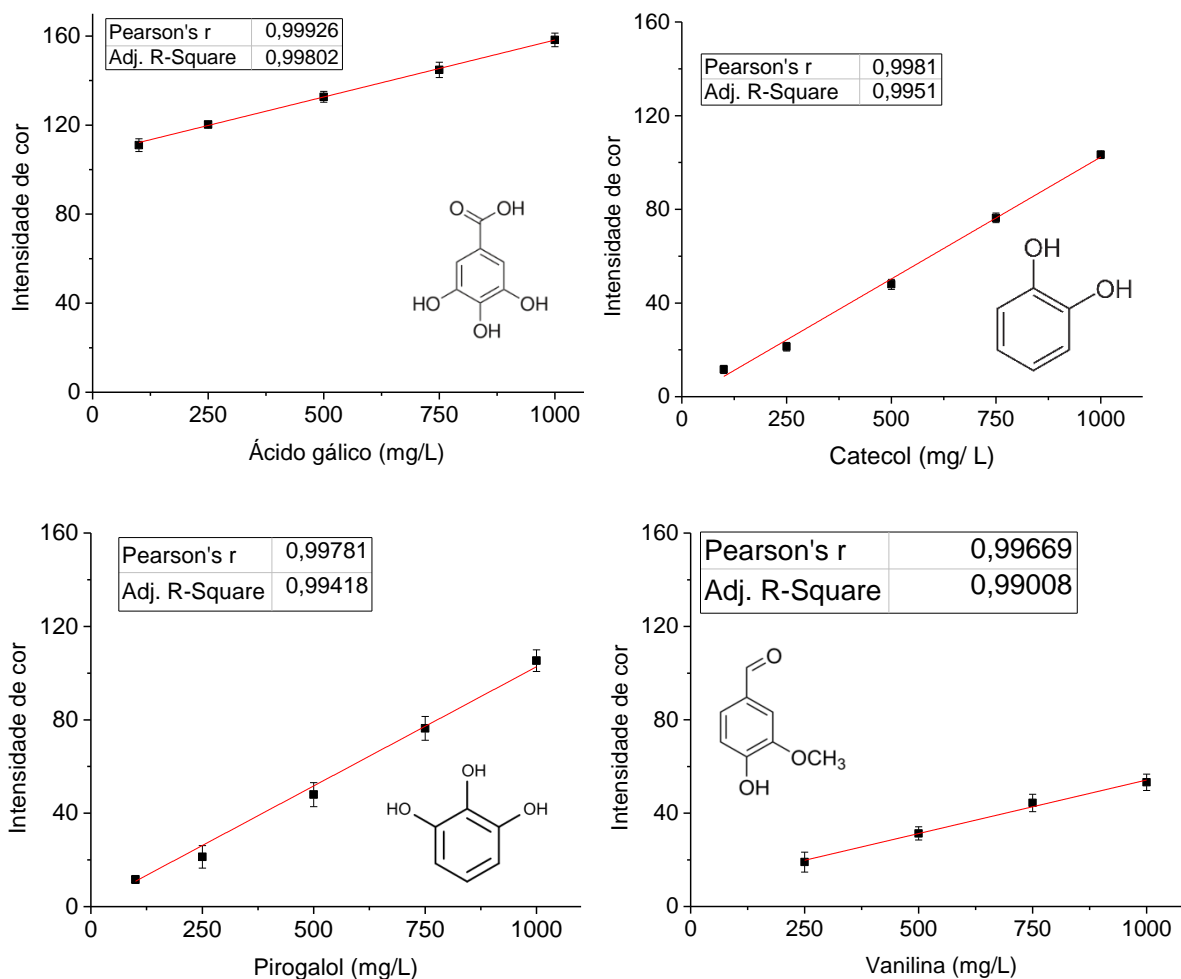 Pearson's r 0,99926
Adj. R-Square 0,99802
Intensidade de cor
160
120
80
40
0
0 250 500 750 1000
Ácido gálico (mg/L)
O
OH
HO
OH
OH
Pearson's r 0,9981
Adj. R-Square 0,9951
Intensidade de cor
160
120
80
40
0
0 250 500 750 1000
Catecol (mg/ L)
OH
OH
Pearson's r 0,99781
Adj. R-Square 0,99418
Intensidade de cor
160
120
80
40
0
0 250 500 750 1000
Pirogalol (mg/L)
OH
HO
OH
Pearson's r 0,99669
Adj. R-Square 0,99008
Intensidade de cor
160
120
80
40
0
0 250 500 750 1000
Vanilina (mg/L)
O
OCH3
OH